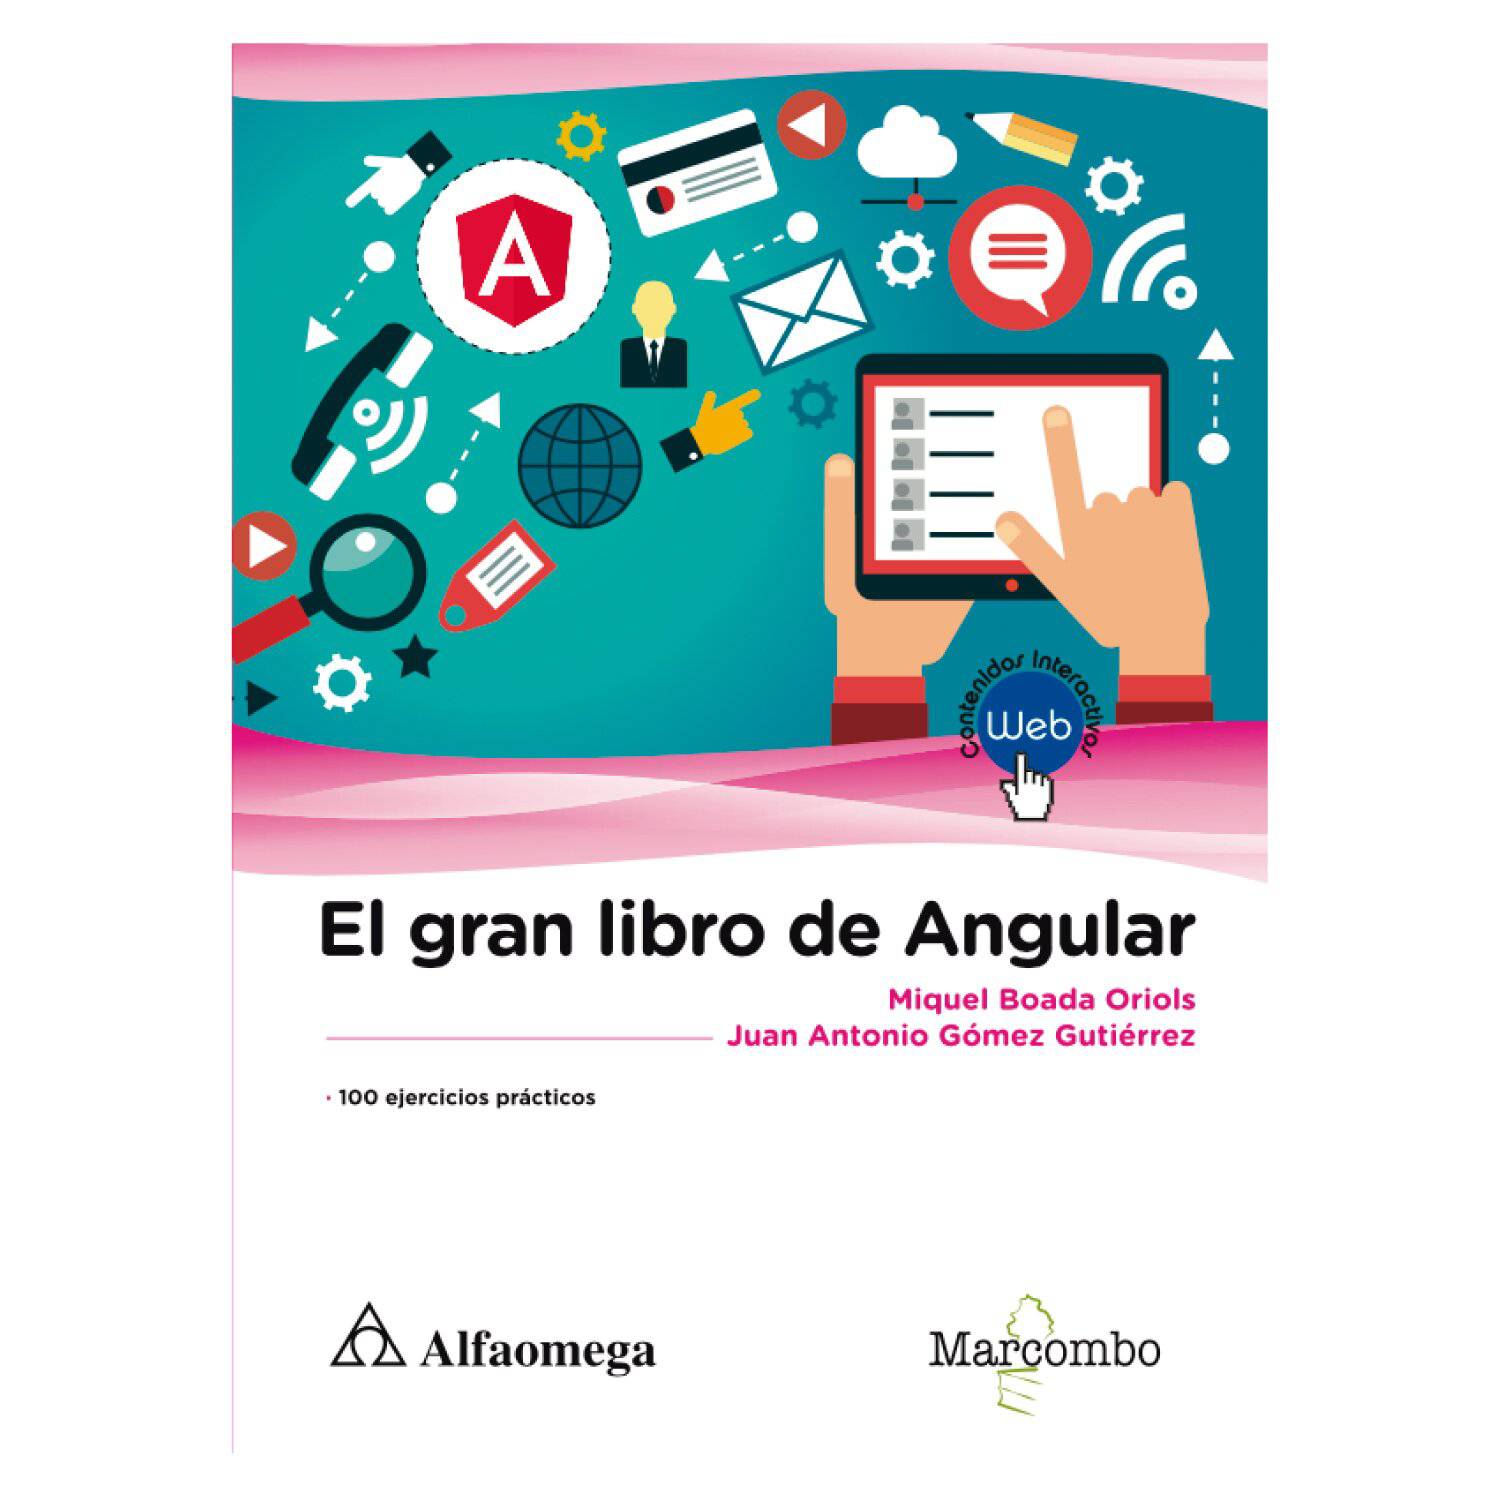 A
Contenidos Interactivos
Web
El gran libro de Angular
Miquel Boada Oriols
Juan Antonio Gómez Gutiérrez
· 100 ejercicios prácticos
Alfaomega
Marcombo